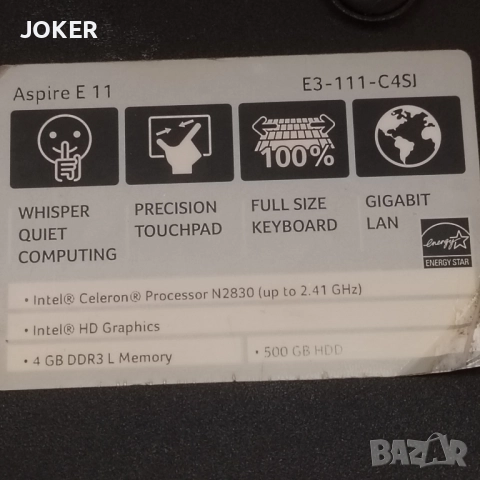 JOKER
Aspire E 11
E3-111-C4SJ
100%
WHISPER
QUIET
COMPUTING
PRECISION
TOUCHPAD
FULL SIZE
KEYBOARD
GIGABIT
LAN
energy
ENERGY STAR
• Intel® Celeron® Processor N2830 (up to 2.41 GHz)
• Intel® HD Graphics
• 4 GB DDR3 L Memory
• 500 GB HDD
BAZAR